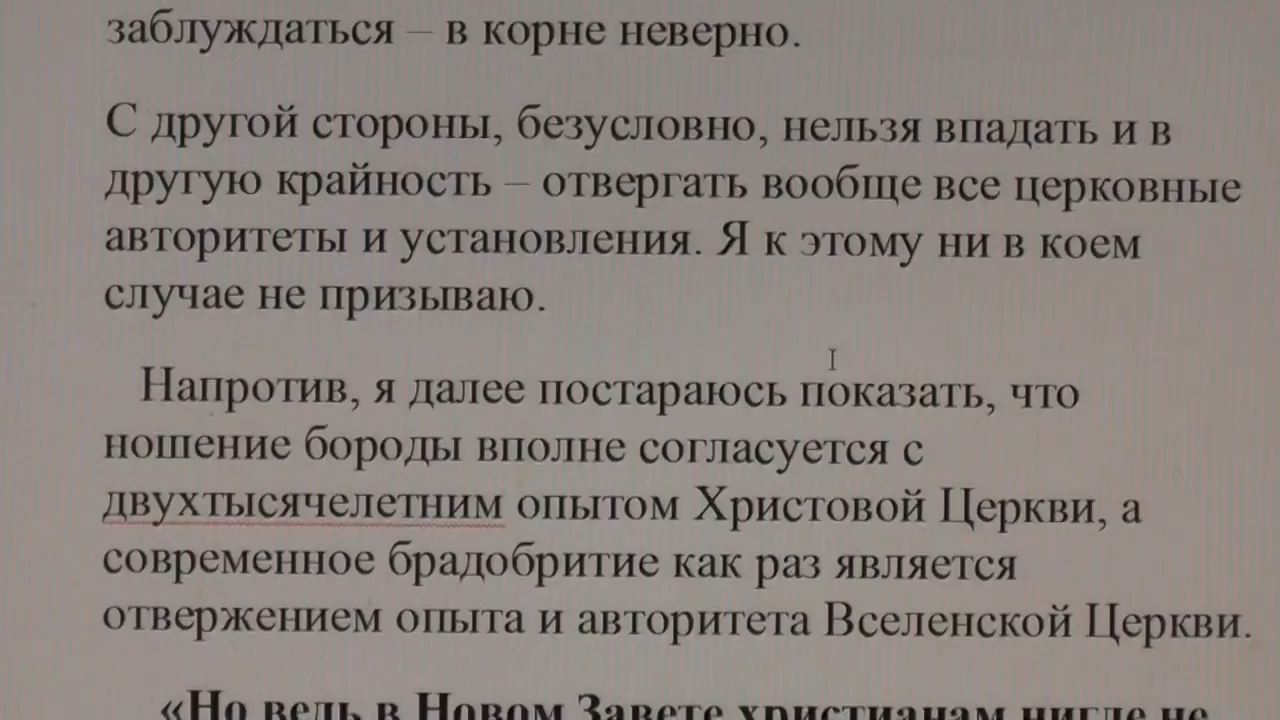 заблуждаться – в корне неверно.
С другой стороны, безусловно, нельзя впадать и в
другую крайность – отвергать вообще все церковные
авторитеты и установления. Я к этому ни в коем
случае не призываю.
Напротив, я далее постараюсь показать, что
ношение бороды вполне согласуется с
двухтысячелетним опытом Христовой Церкви, а
современное брадобритие как раз является
отвержением опыта и авторитета Вселенской Церкви.
«Но ведь в Новом Завете христианам нигде не